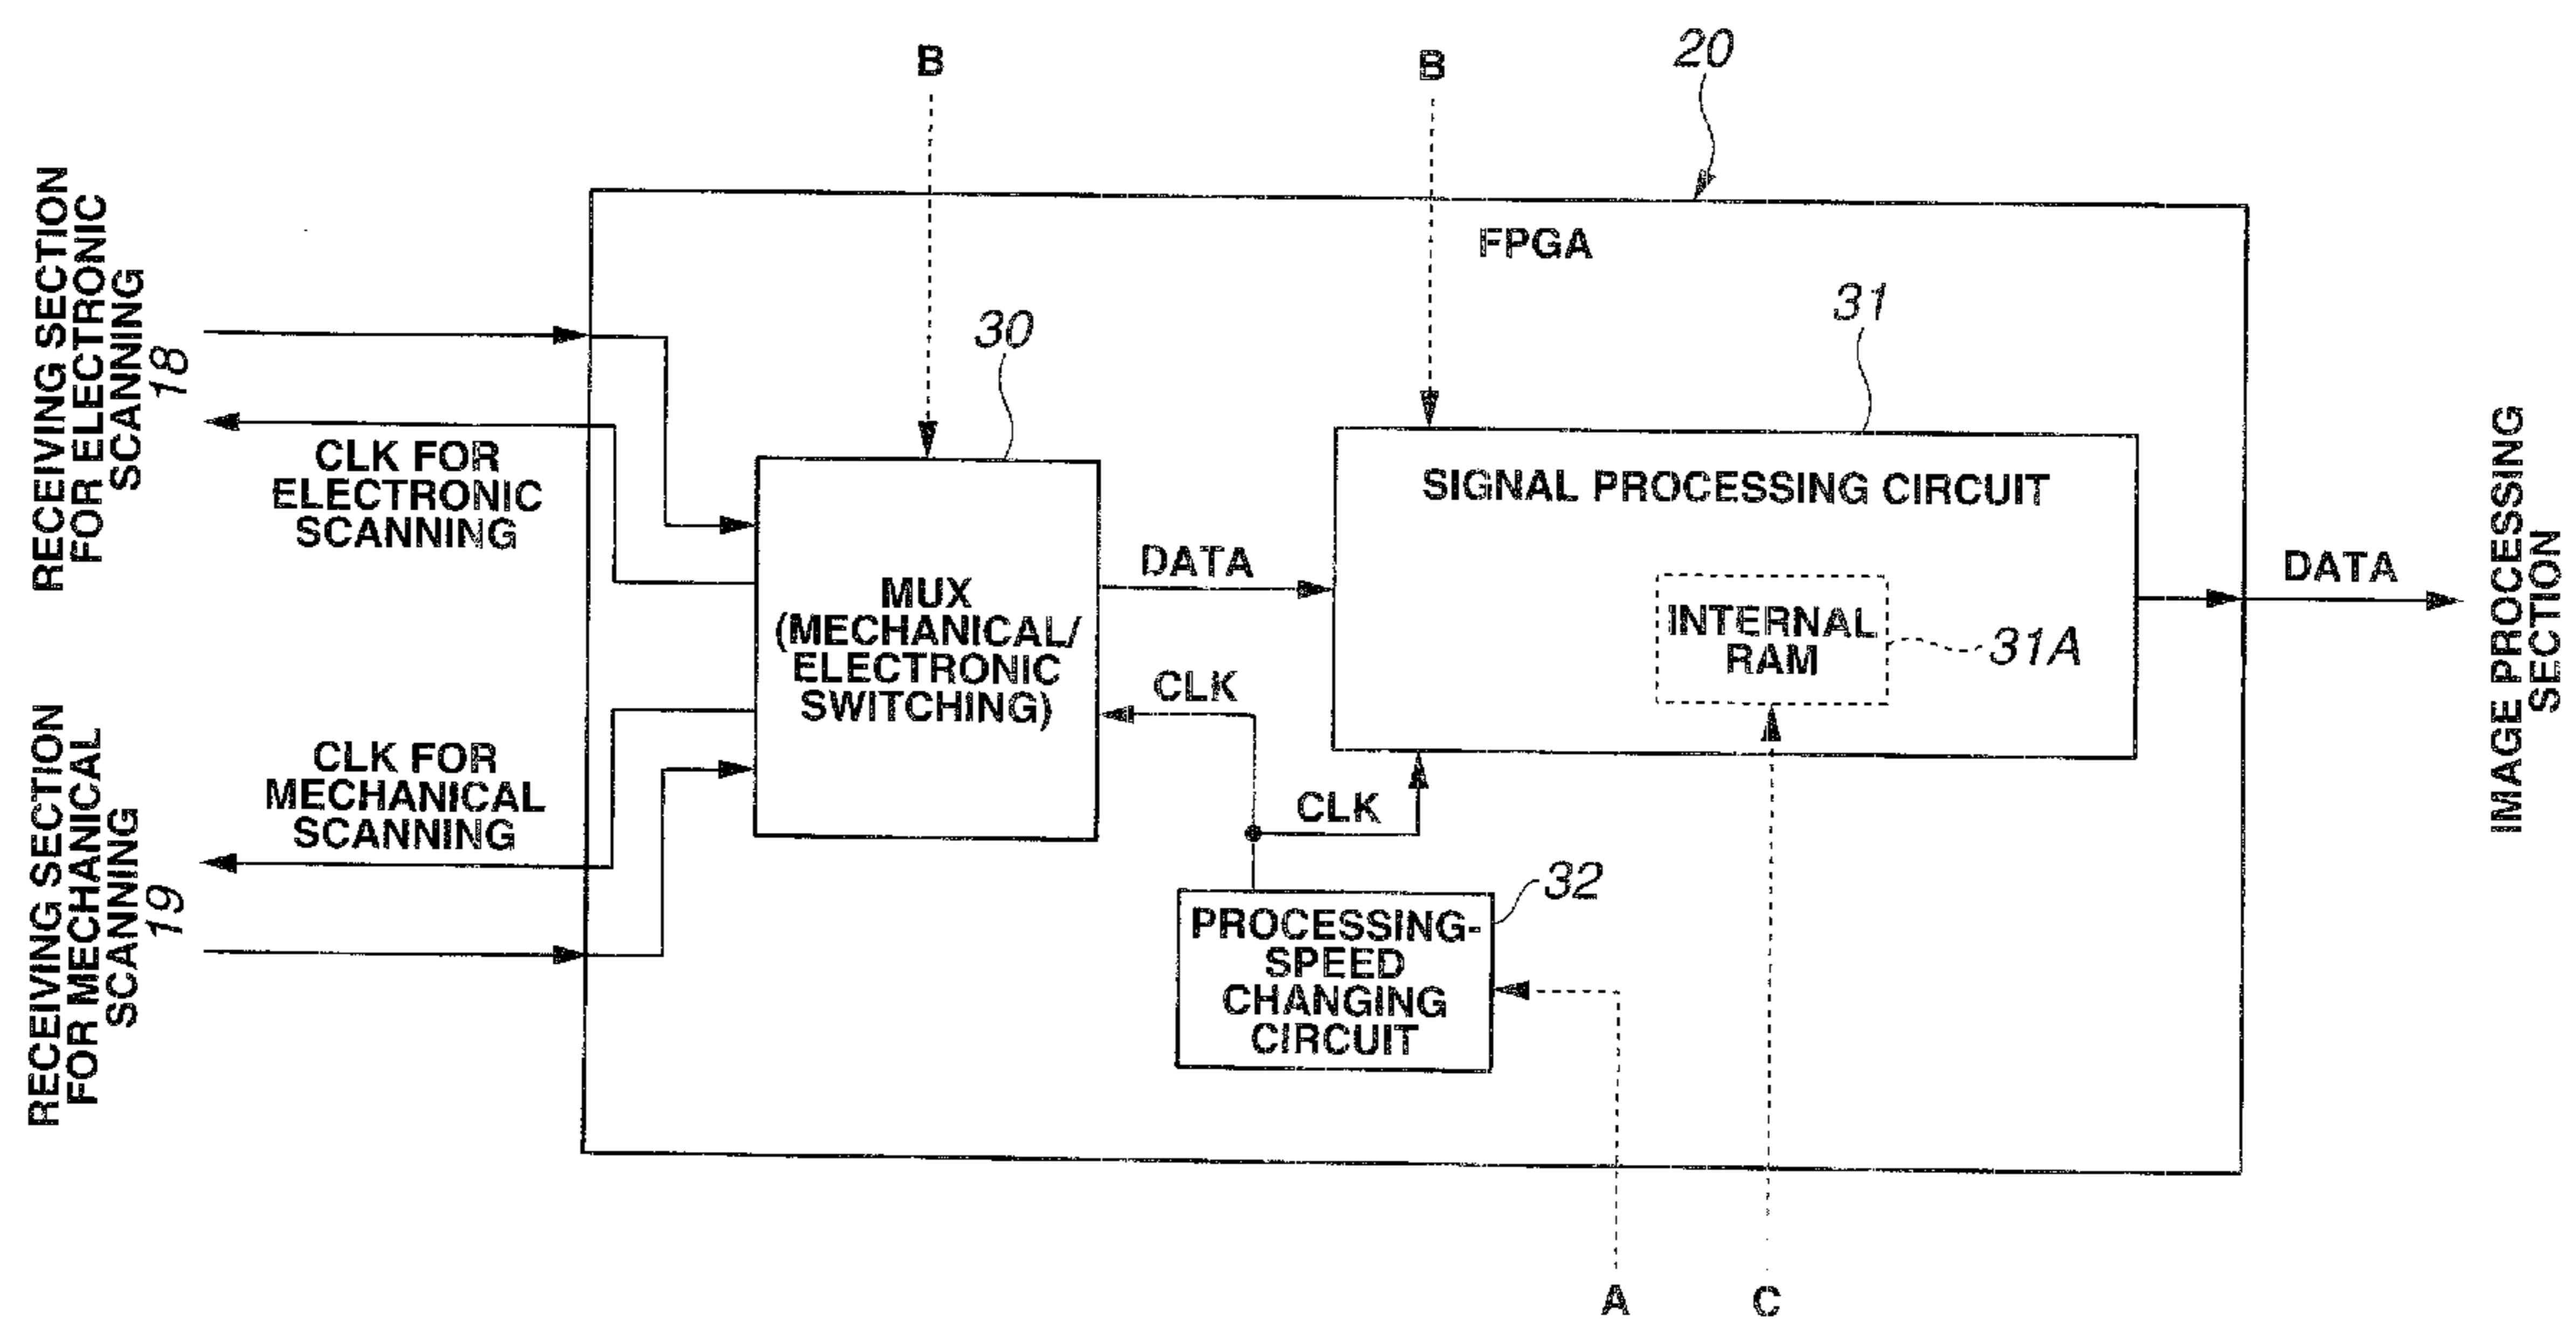 B
B
20
FPGA
RECEIVING SECTION
FOR ELECTRONIC
SCANNING
18
CLK FOR
ELECTRONIC
SCANNING
30
31
MUX
(MECHANICAL/
ELECTRONIC
SWITCHING)
DATA
SIGNAL PROCESSING CIRCUIT
INTERNAL
RAM
31A
DATA
IMAGE PROCESSING
SECTION
CLK
CLK
RECEIVING SECTION
FOR MECHANICAL
SCANNING
19
CLK FOR
MECHANICAL
SCANNING
32
PROCESSING-
SPEED
CHANGING
CIRCUIT
A
C